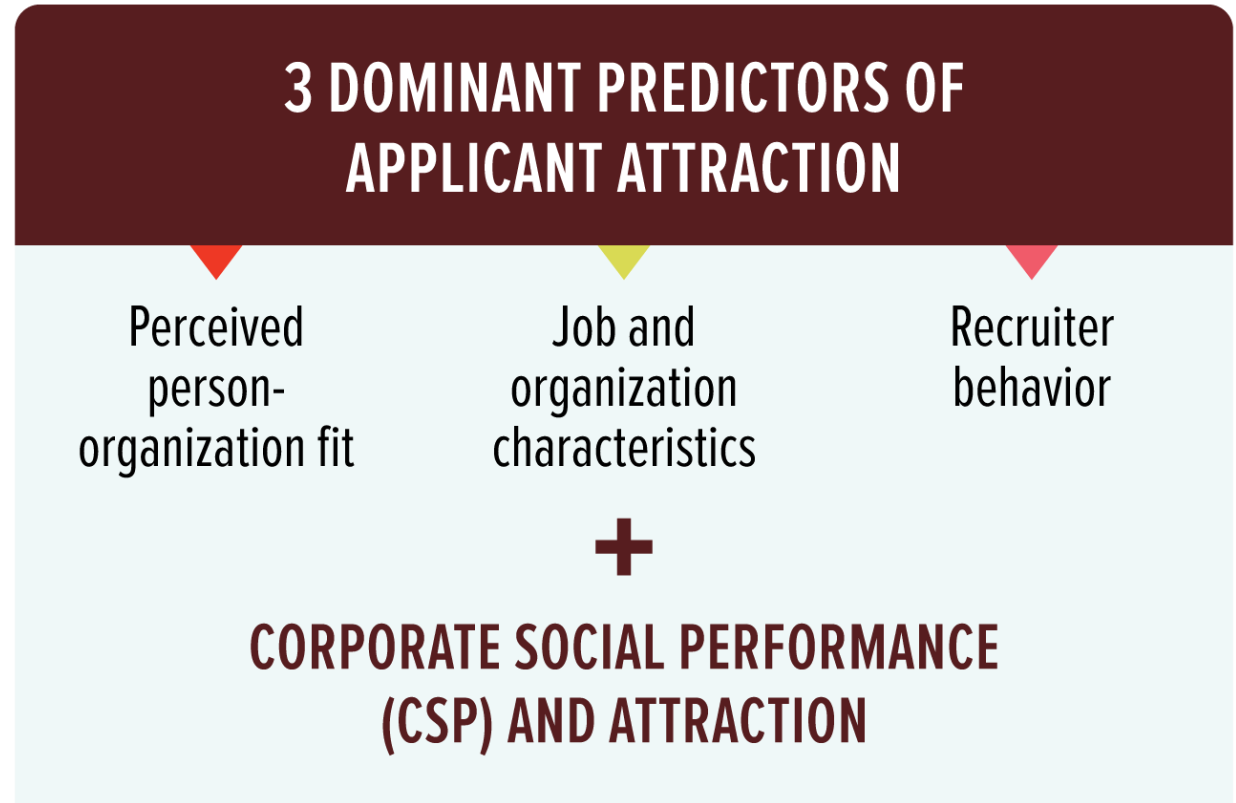 3 DOMINANT PREDICTORS OF
APPLICANT ATTRACTION
Perceived
person-
organization fit
Job and
organization
characteristics
Recruiter
behavior
+
CORPORATE SOCIAL PERFORMANCE
(CSP) AND ATTRACTION